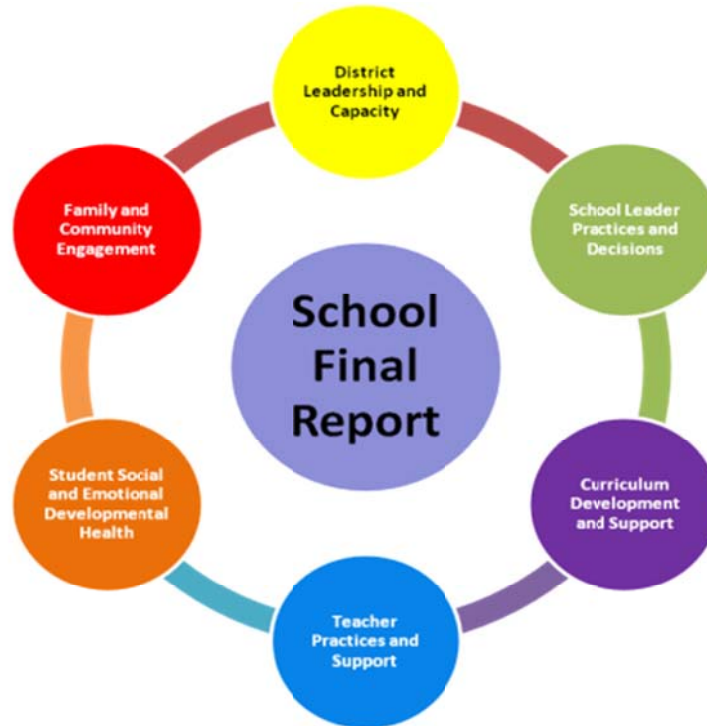 District
Leadership and
Capacity
Family and
Community
Engagement
School Leader
Practices and
Decisions
School
Final
Report
Student Social
and Emotional
Developmental
Health
Curriculum
Development
and Support
Teacher
Practices and
Support